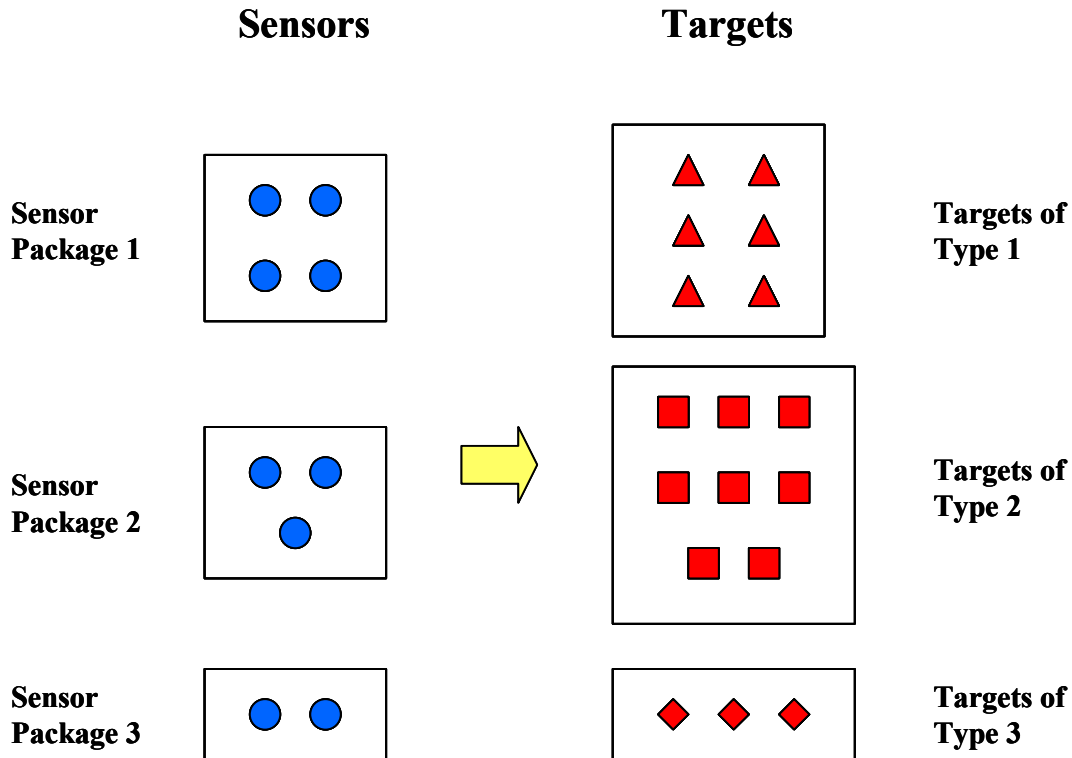 Sensors
Targets
Sensor
Package 1
Targets of
Type 1
Sensor
Package 2
Targets of
Type 2
Sensor
Package 3
Targets of
Type 3